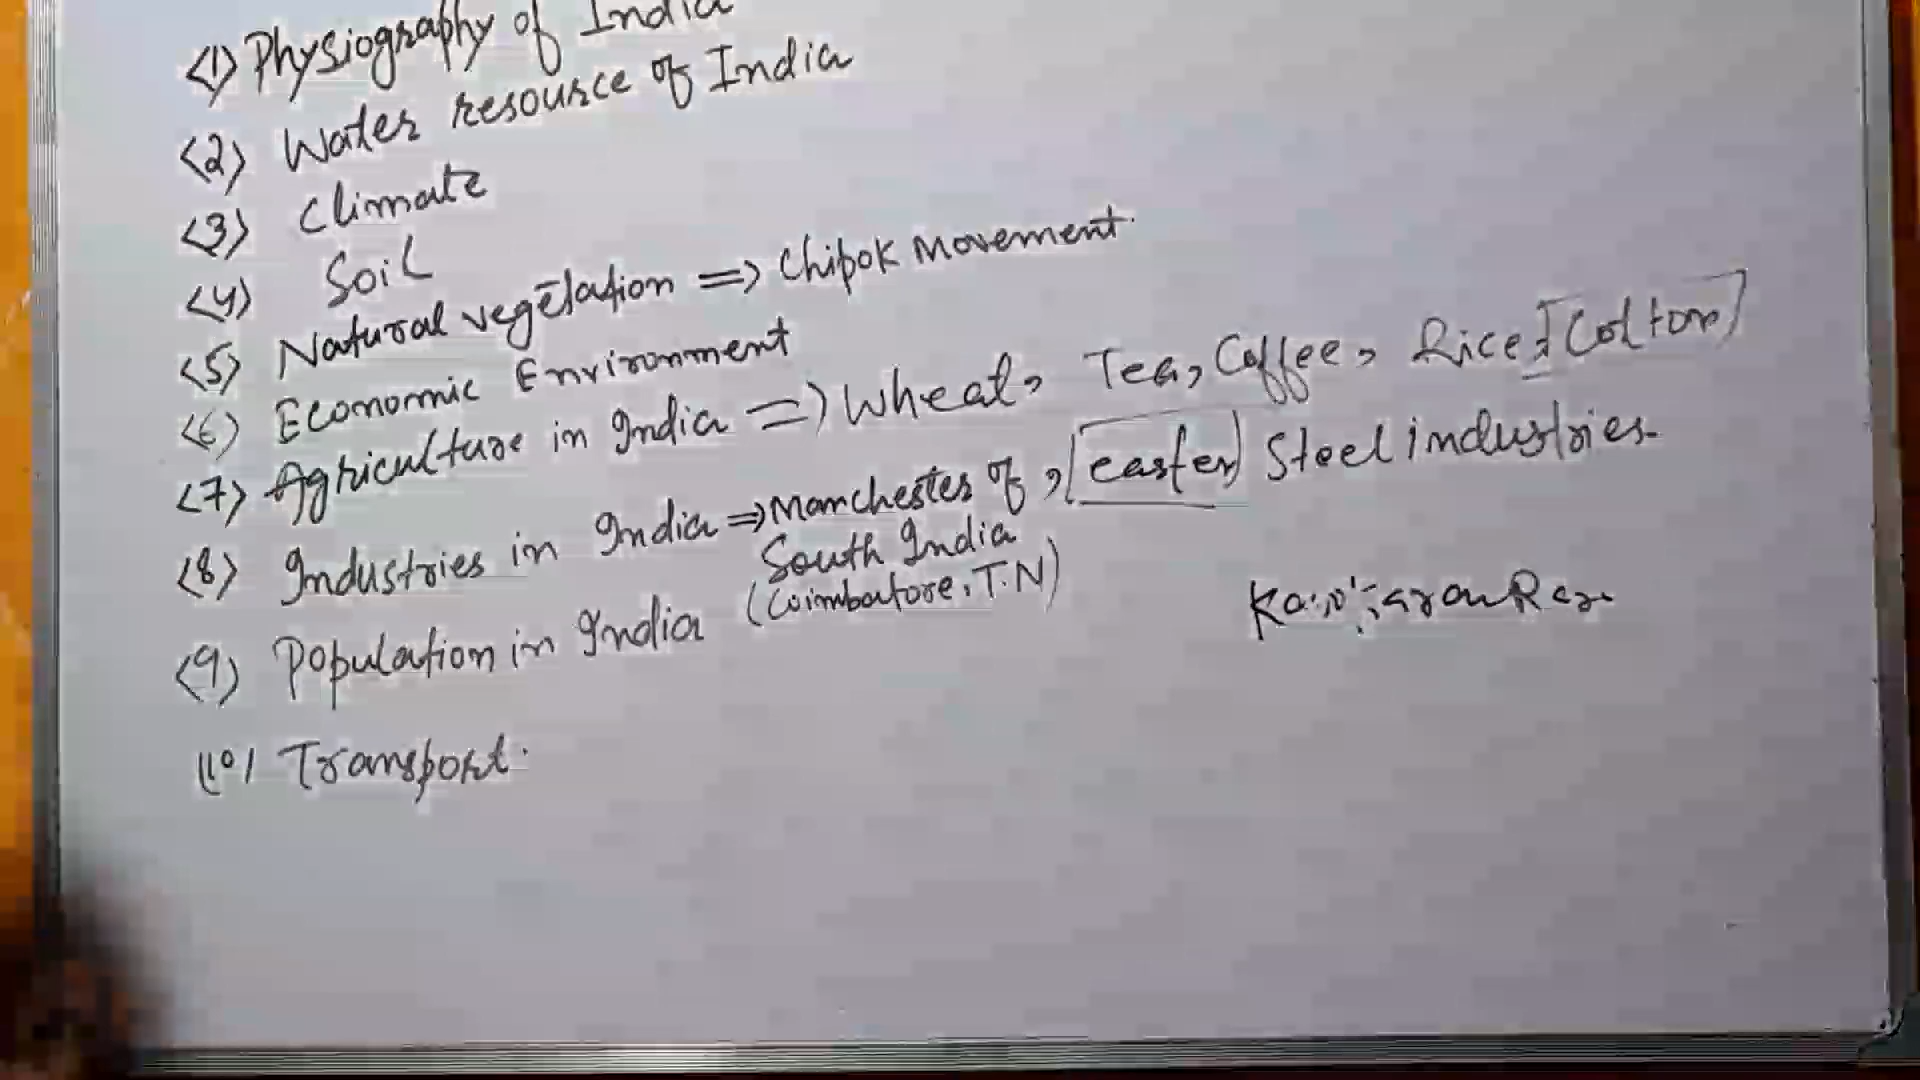 <1> Physiography of India
<2> Water resource of India
<3> Climate
<4> Soil
<5> Natural vegetation => Chipok Movement.
<6> Economic Environment
<7> Agriculture in India => Wheat, Tea, Coffee, Rice, [Cotton]
<8> Industries in India => Manchester of, [easter] Steel industries.
South India
(Coimbatore, T.N)
<9> Population in India
(10) Transport.